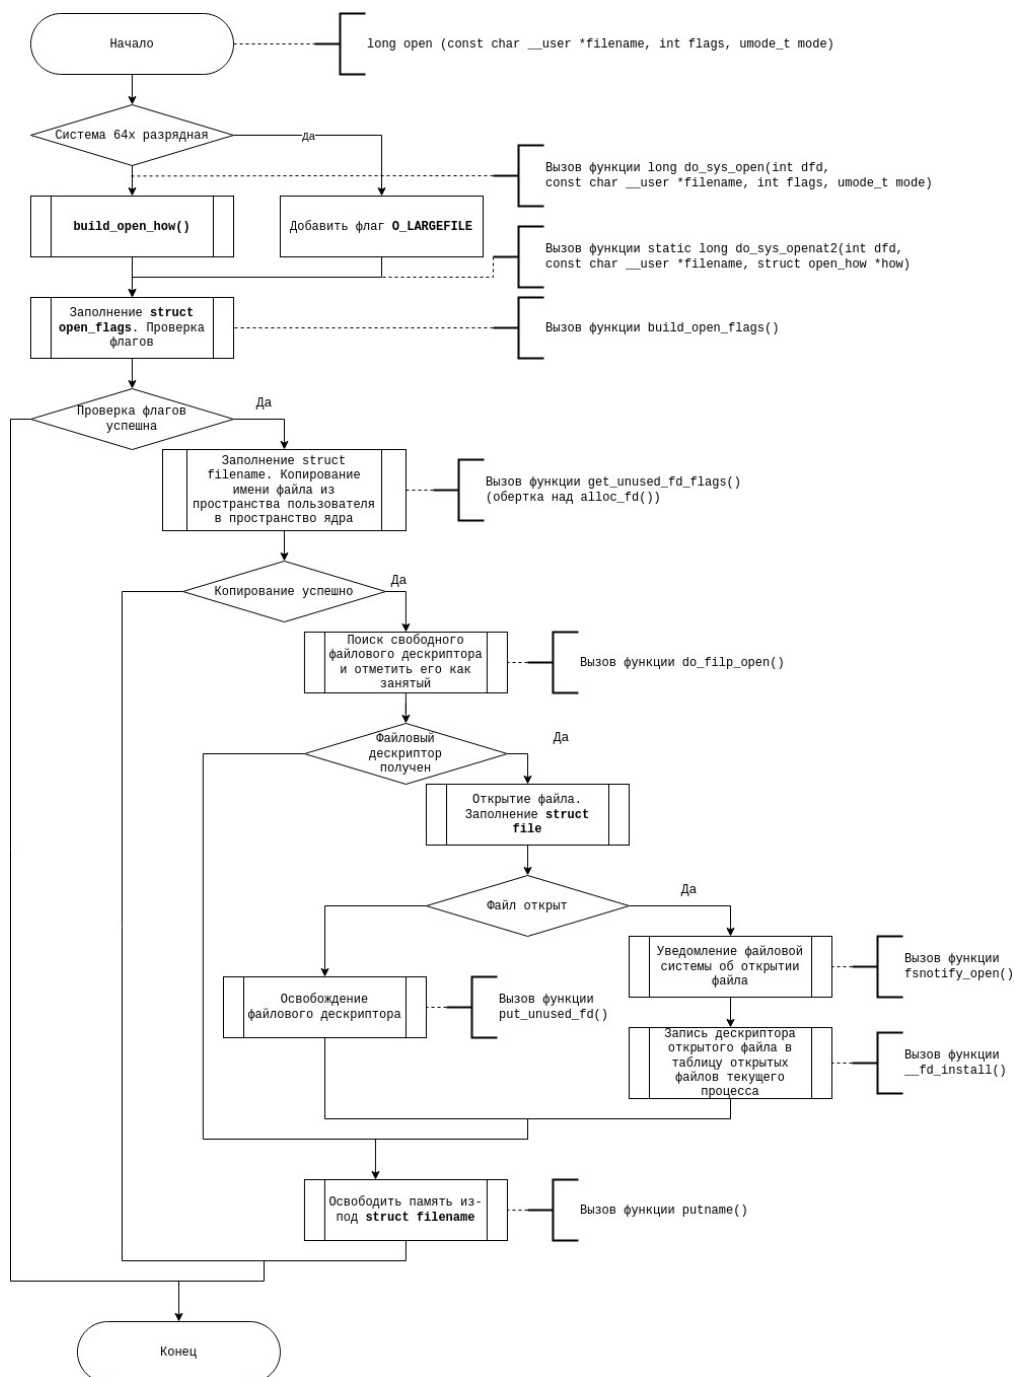 Начало
long open (const char __user *filename, int flags, umode_t mode)
Система 64x разрядная
Да
Вызов функции long do_sys_open(int dfd,
const char __user *filename, int flags, umode_t mode)
build_open_how()
Добавить флаг O_LARGEFILE
Вызов функции static long do_sys_openat2(int dfd,
const char __user *filename, struct open_how *how)
Заполнение struct
open_flags. Проверка
флагов
Вызов функции build_open_flags()
Проверка флагов
успешна
Да
Заполнение struct
filename. Копирование
имени файла из
пространства пользователя
в пространство ядра
Вызов функции get_unused_fd_flags()
(обертка над alloc_fd())
Копирование успешно
Да
Поиск свободного
файлового дескриптора
и отметить его как
занятый
Вызов функции do_filp_open()
Файловый
дескриптор
получен
Да
Открытие файла.
Заполнение struct
file
Файл открыт
Да
Уведомление файловой
системы об открытии
файла
Вызов функции
fsnotify_open()
Освобождение
файлового дескриптора
Вызов функции
put_unused_fd()
Запись дескриптора
открытого файла в
таблицу открытых
файлов текущего
процесса
Вызов функции
__fd_install()
Освободить память из-
под struct filename
Вызов функции putname()
Конец